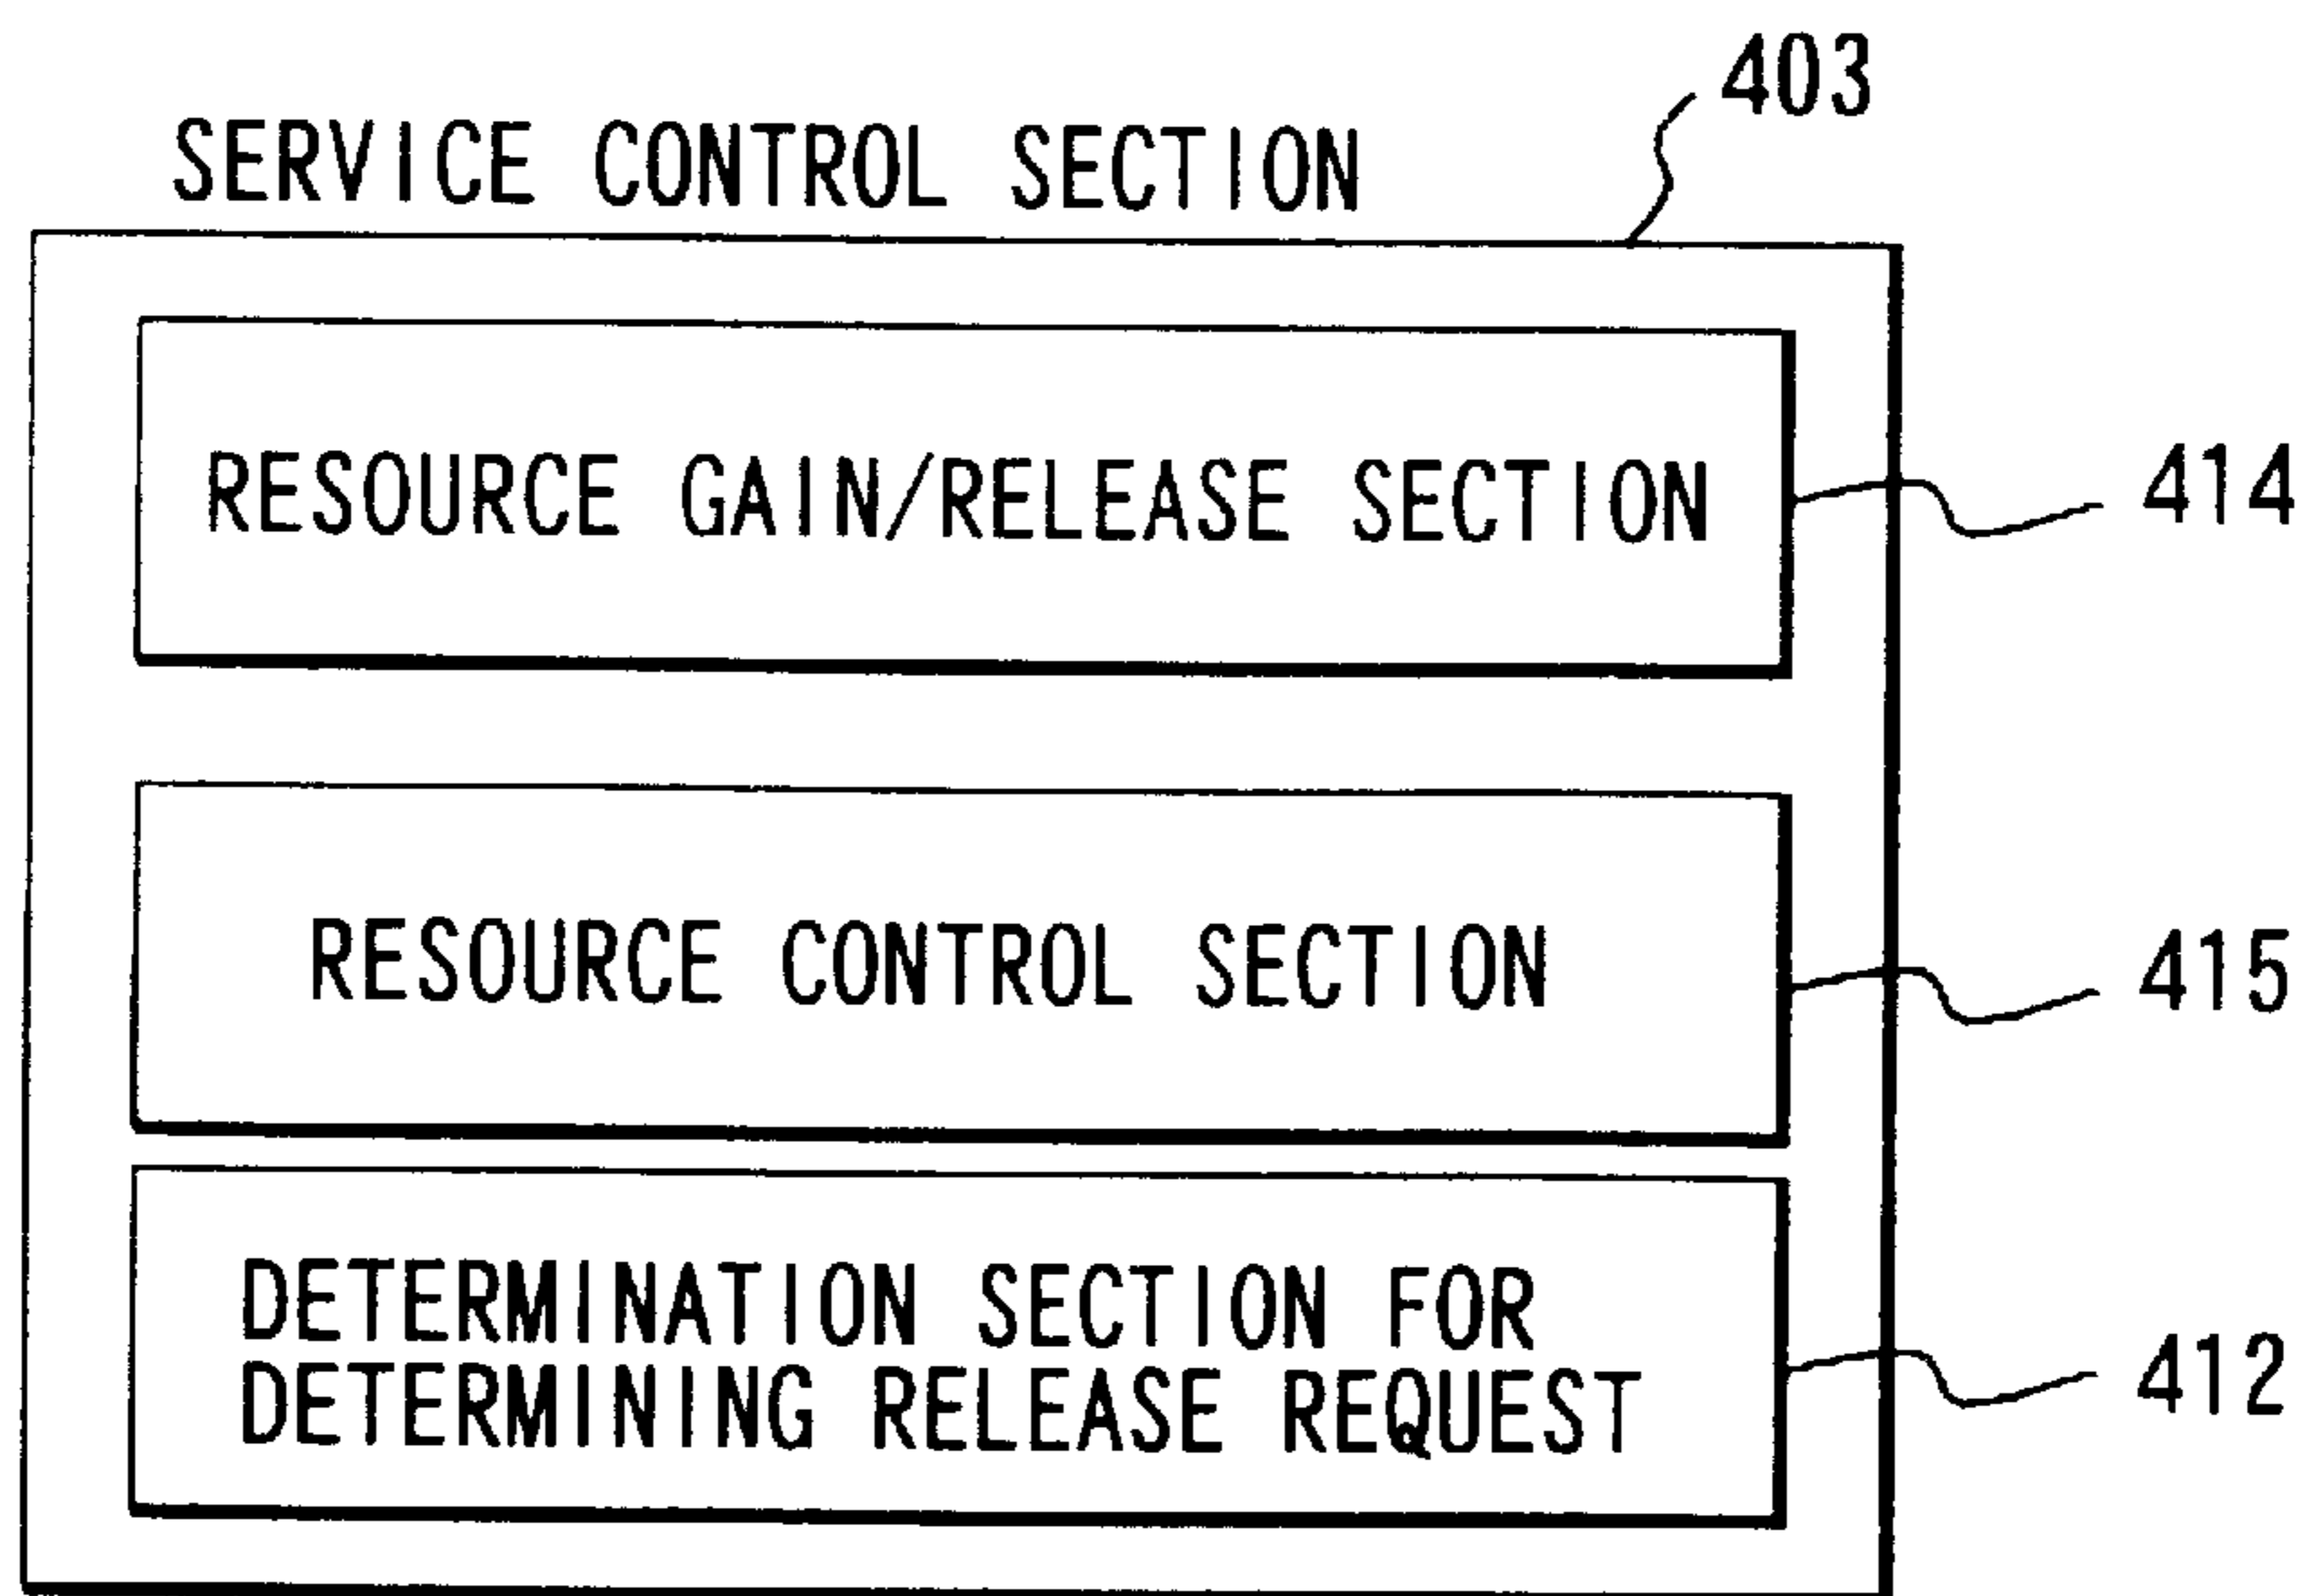 403
SERVICE CONTROL SECTION
RESOURCE GAIN/RELEASE SECTION
414
RESOURCE CONTROL SECTION
415
DETERMINATION SECTION FOR
DETERMINING RELEASE REQUEST
412